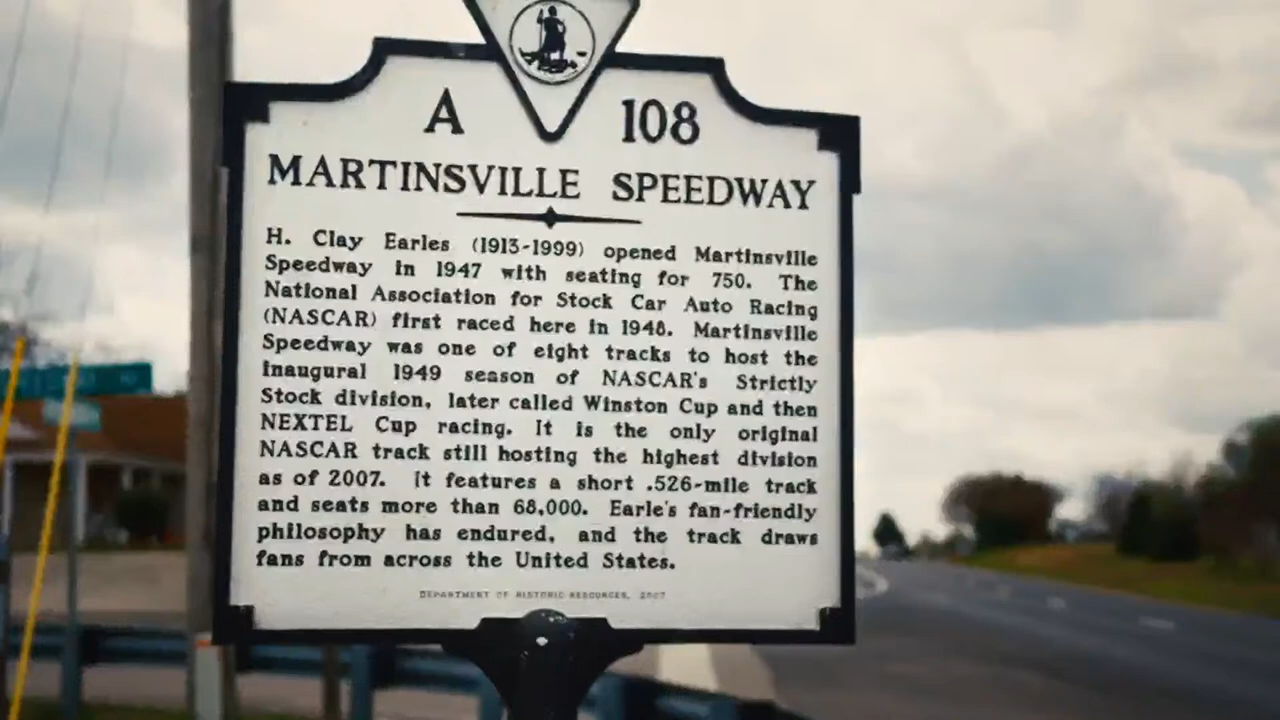 A 108
MARTINSVILLE SPEEDWAY
H. Clay Earles (1913-1999) opened Martinsville
Speedway in 1947 with seating for 750. The
National Association for Stock Car Auto Racing
(NASCAR) first raced here in 1948. Martinsville
Speedway was one of eight tracks to host the
inaugural 1949 season of NASCAR's Strictly
Stock division, later called Winston Cup and then
NEXTEL Cup racing. It is the only original
NASCAR track still hosting the highest division
as of 2007. It features a short .526-mile track
and seats more than 68,000. Earle's fan-friendly
philosophy has endured, and the track draws
fans from across the United States.
DEPARTMENT OF HISTORIC RESOURCES, 2007